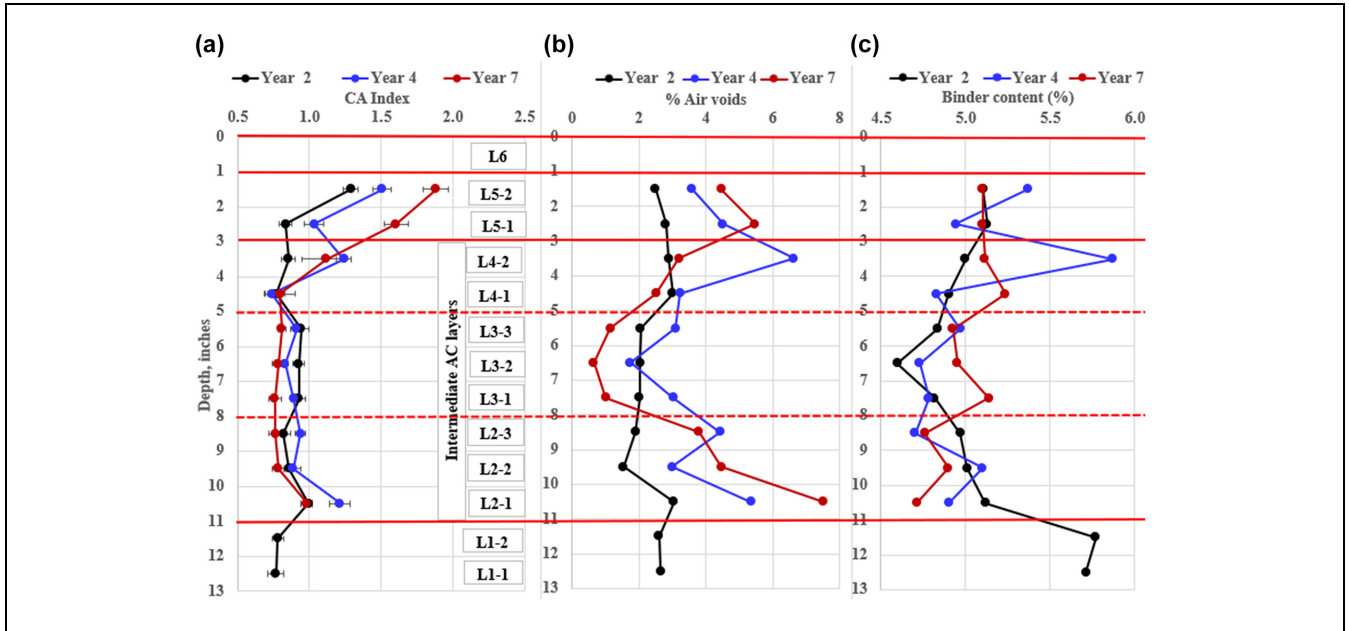 (a) (b) (c)
Year 2 Year 4 Year 7 Year 2 Year 4 Year 7 Year 2 Year 4 Year 7
CA Index % Air voids Binder content (%)
0.5 1.0 1.5 2.0 2.5 0 2 4 6 8 4.5 5.0 5.5 6.0
0 0 0
L6
1 1 1
L5-2
2 2 2
L5-1
3 3 3
L4-2
4 4 4
L4-1
5 5 5
L3-3
6 6 6
L3-2
7 7 7
L3-1
8 8 8
L2-3
9 9 9
L2-2
10 10 10
L2-1
11 11 11
L1-2
12 12 12
L1-1
13 13 13
Depth, inches
Intermediate AC layers